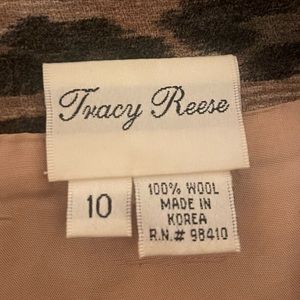 Tracy Reese
10
100% WOOL
MADE IN
KOREA
R.N.# 98410